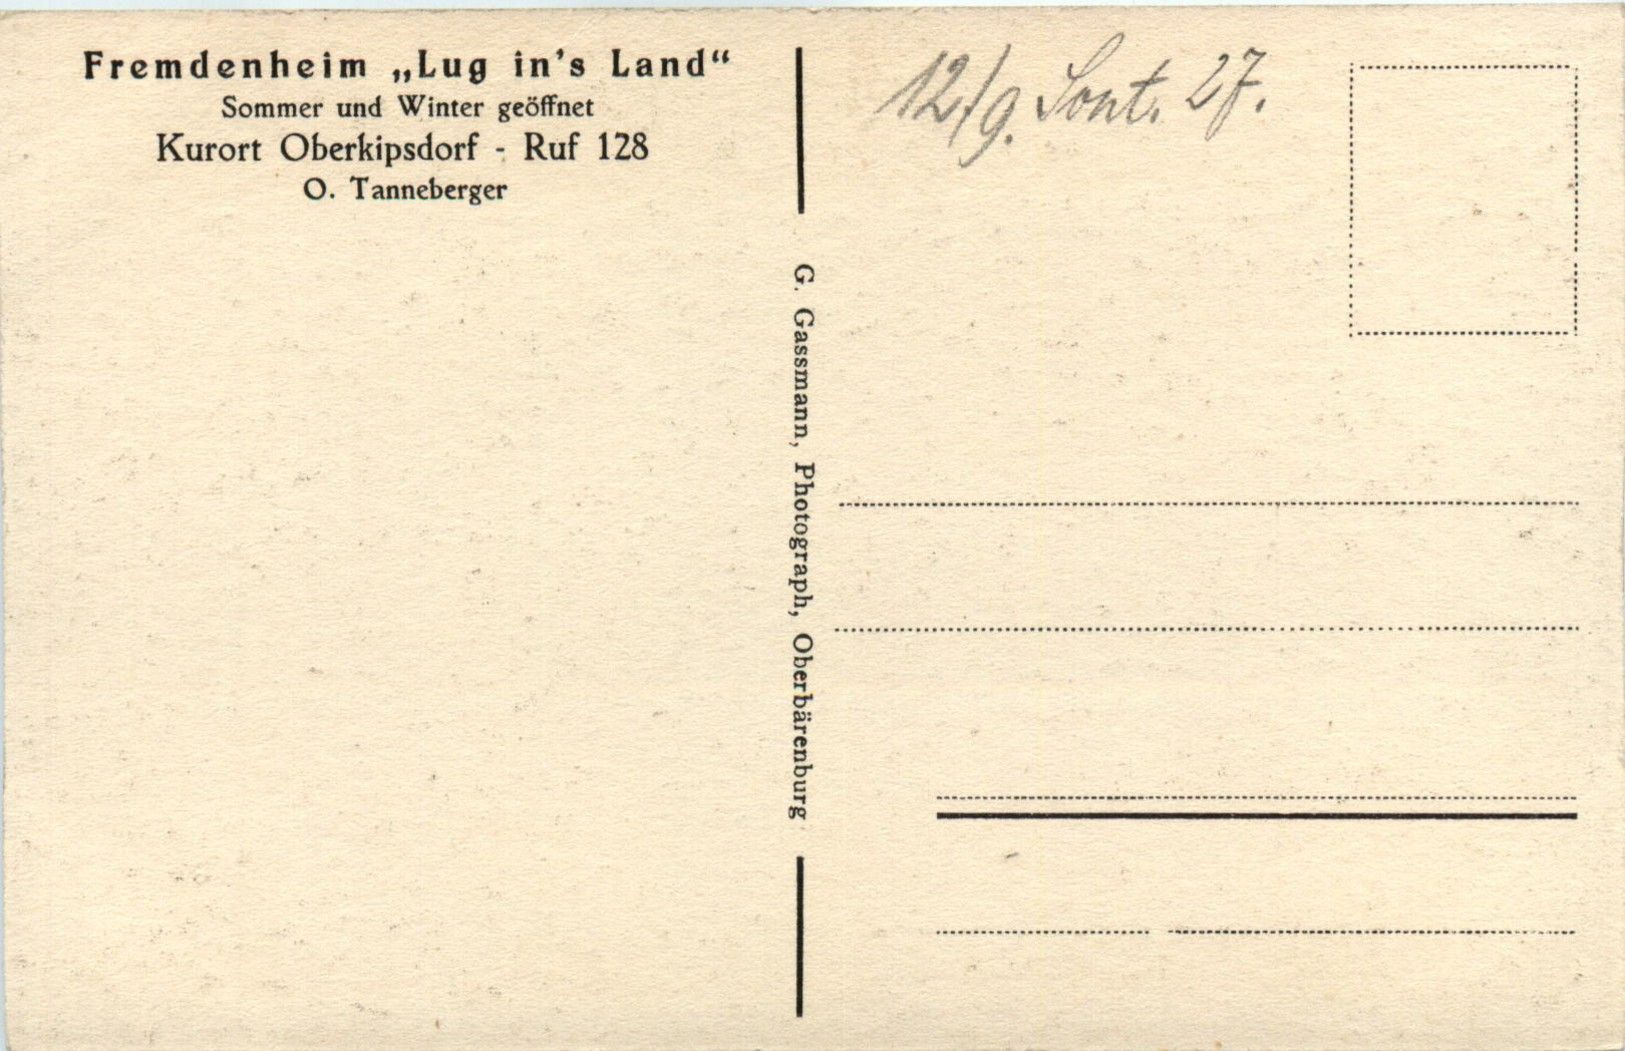 Fremdenheim „Lug in's Land“
Sommer und Winter geöffnet
Kurort Oberkipsdorf - Ruf 128
O. Tanneberger
G. Gassmann, Photograph, Oberbärenburg
12/9. Sont. 27.